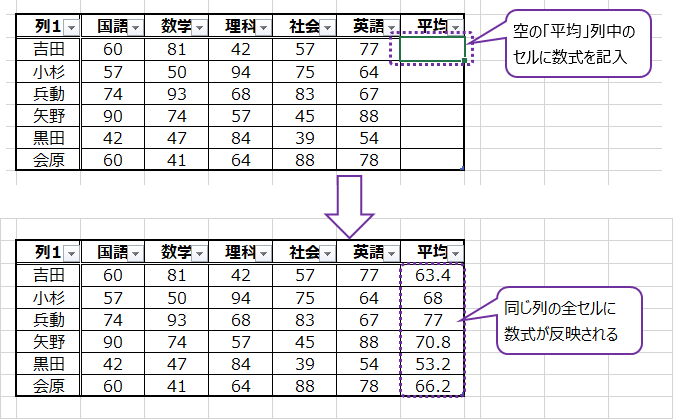 列1 国語 数学 理科 社会 英語 平均
吉田 60 81 42 57 77
小杉 57 50 94 75 64
兵動 74 93 68 83 67
矢野 90 74 57 45 88
黒田 42 47 84 39 54
会原 60 41 64 88 78
空の「平均」列中の
セルに数式を記入
列1 国語 数学 理科 社会 英語 平均
吉田 60 81 42 57 77 63.4
小杉 57 50 94 75 64 68
兵動 74 93 68 83 67 77
矢野 90 74 57 45 88 70.8
黒田 42 47 84 39 54 53.2
会原 60 41 64 88 78 66.2
同じ列の全セルに
数式が反映される